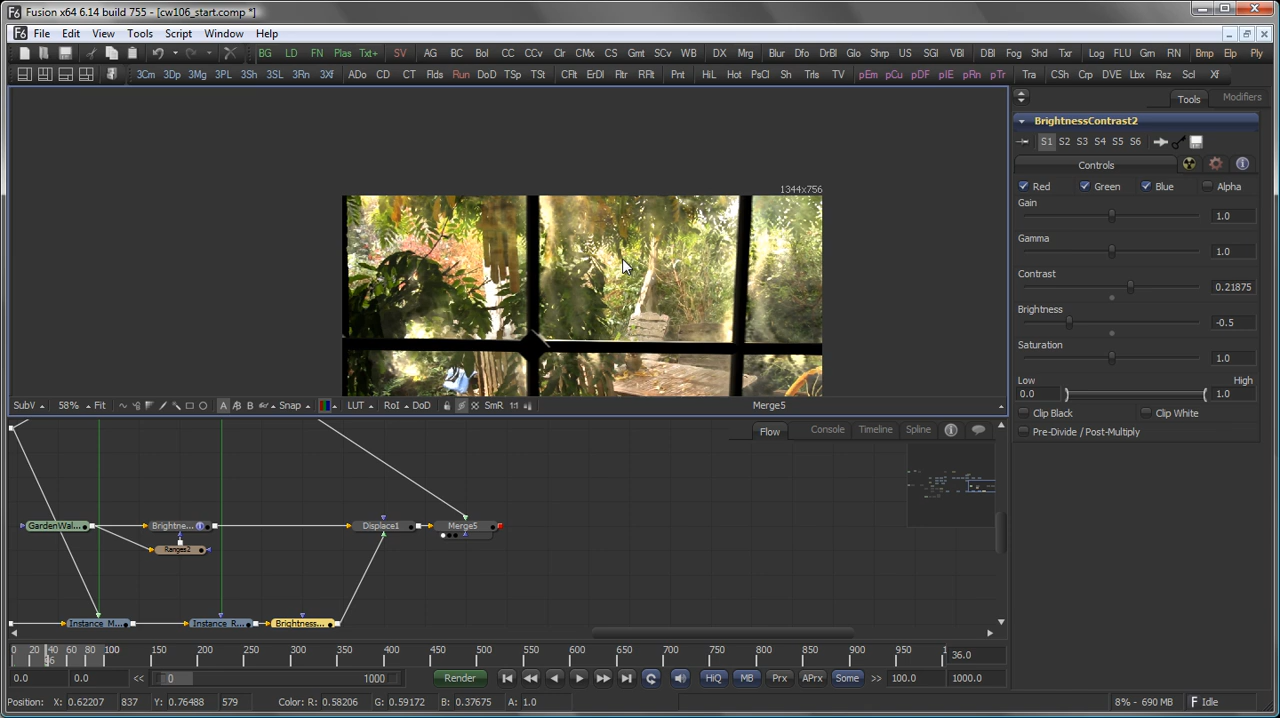 Fusion x64 6.14 build 755 - [cw106_start.comp *]
File Edit View Tools Script Window Help
BG LD FN Plas Txt+ SV AG BC Bol CC CCv Clr CMx CS Gmt SCv WB DX Mrg Blur Dfo DrBl Glo Shrp US SGl VBl DBl Fog Shd Txr Log FLU Gm RN Bmp Elp Ply
3Cm 3Dp 3Mg 3PL 3Sh 3SL 3Rn 3Xf ADo CD CT Flds Run DoD TSp TSt CFlt ErDl Fltr RFlt Pnt HiL Hot PsCl Sh Trls TV pEm pCu pDF pIE pRn pTr Tra CSh Crp DVE Lbx Rsz Scl Xf
Tools Modifiers
BrightnessContrast2
S1 S2 S3 S4 S5 S6
Controls
1344x756
Red Green Blue Alpha
Gain
1.0
Gamma
1.0
Contrast
0.21875
Brightness
-0.5
Saturation
1.0
Low High
0.0 1.0
Clip Black Clip White
Pre-Divide / Post-Multiply
SubV 58% Fit A B Snap LUT RoI DoD SmR 1:1 Merge5
Flow Console Timeline Spline
GardenWal... Brightne... Displace1 Merge5
Ranges2
Instance_M... Instance_R... Brightness...
0 20 40 60 80 100 150 200 250 300 350 400 450 500 550 600 650 700 750 800 850 900 950 36.0
0.0 0.0 << 0 1000 Render HiQ MB Prx APrx Some >> 100.0 1000.0
Position: X: 0.62207 837 Y: 0.76488 579 Color: R: 0.58206 G: 0.59172 B: 0.37675 A: 1.0 8% - 690 MB Idle